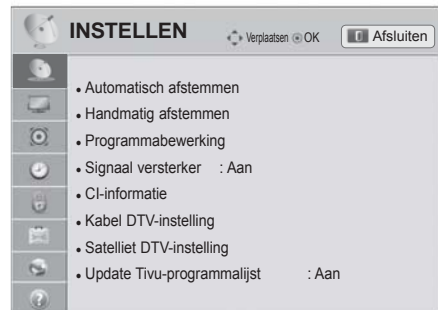 INSTELLEN
Verplaatsen OK
Afsluiten
• Automatisch afstemmen
• Handmatig afstemmen
• Programmabewerking
• Signaal versterker : Aan
• CI-informatie
• Kabel DTV-instelling
• Satelliet DTV-instelling
• Update Tivu-programmalijst : Aan